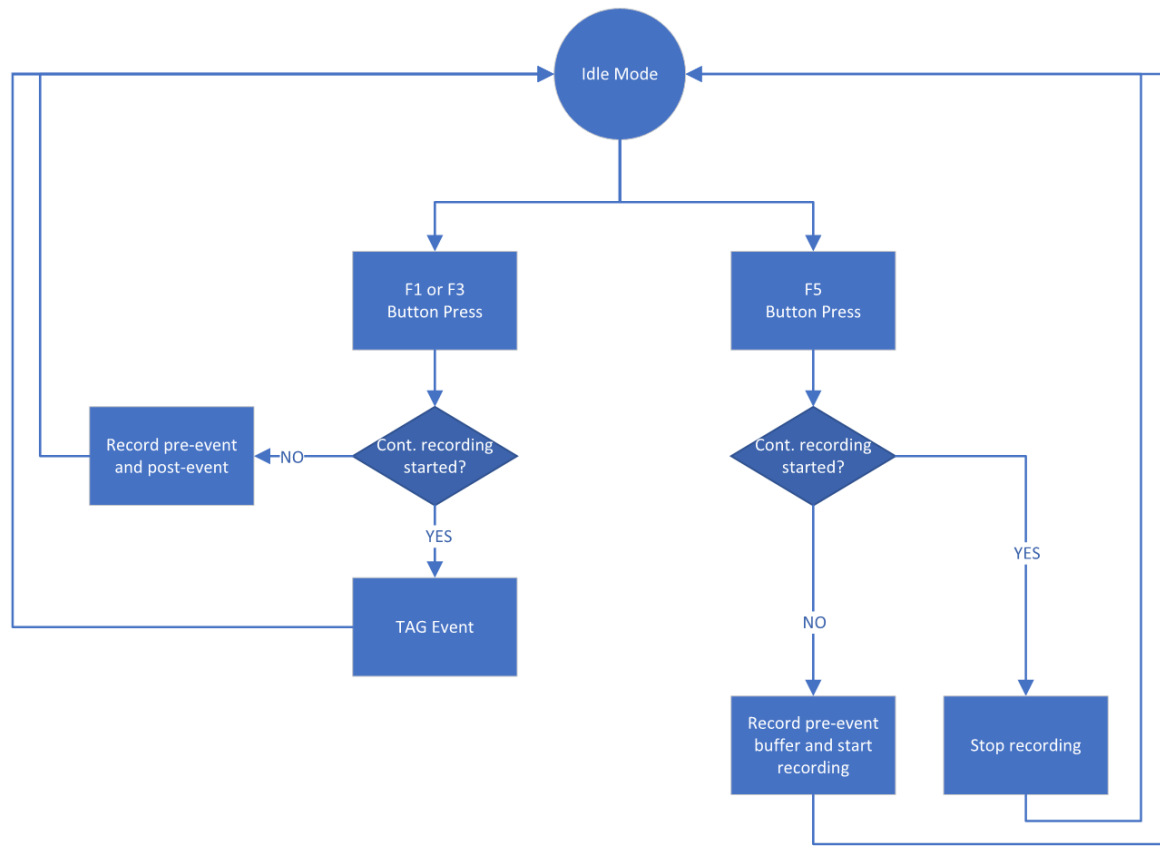 Idle Mode
F1 or F3
Button Press
F5
Button Press
Cont. recording
started?
Cont. recording
started?
Record pre-event
and post-event
NO
YES
YES
TAG Event
NO
Record pre-event
buffer and start
recording
Stop recording